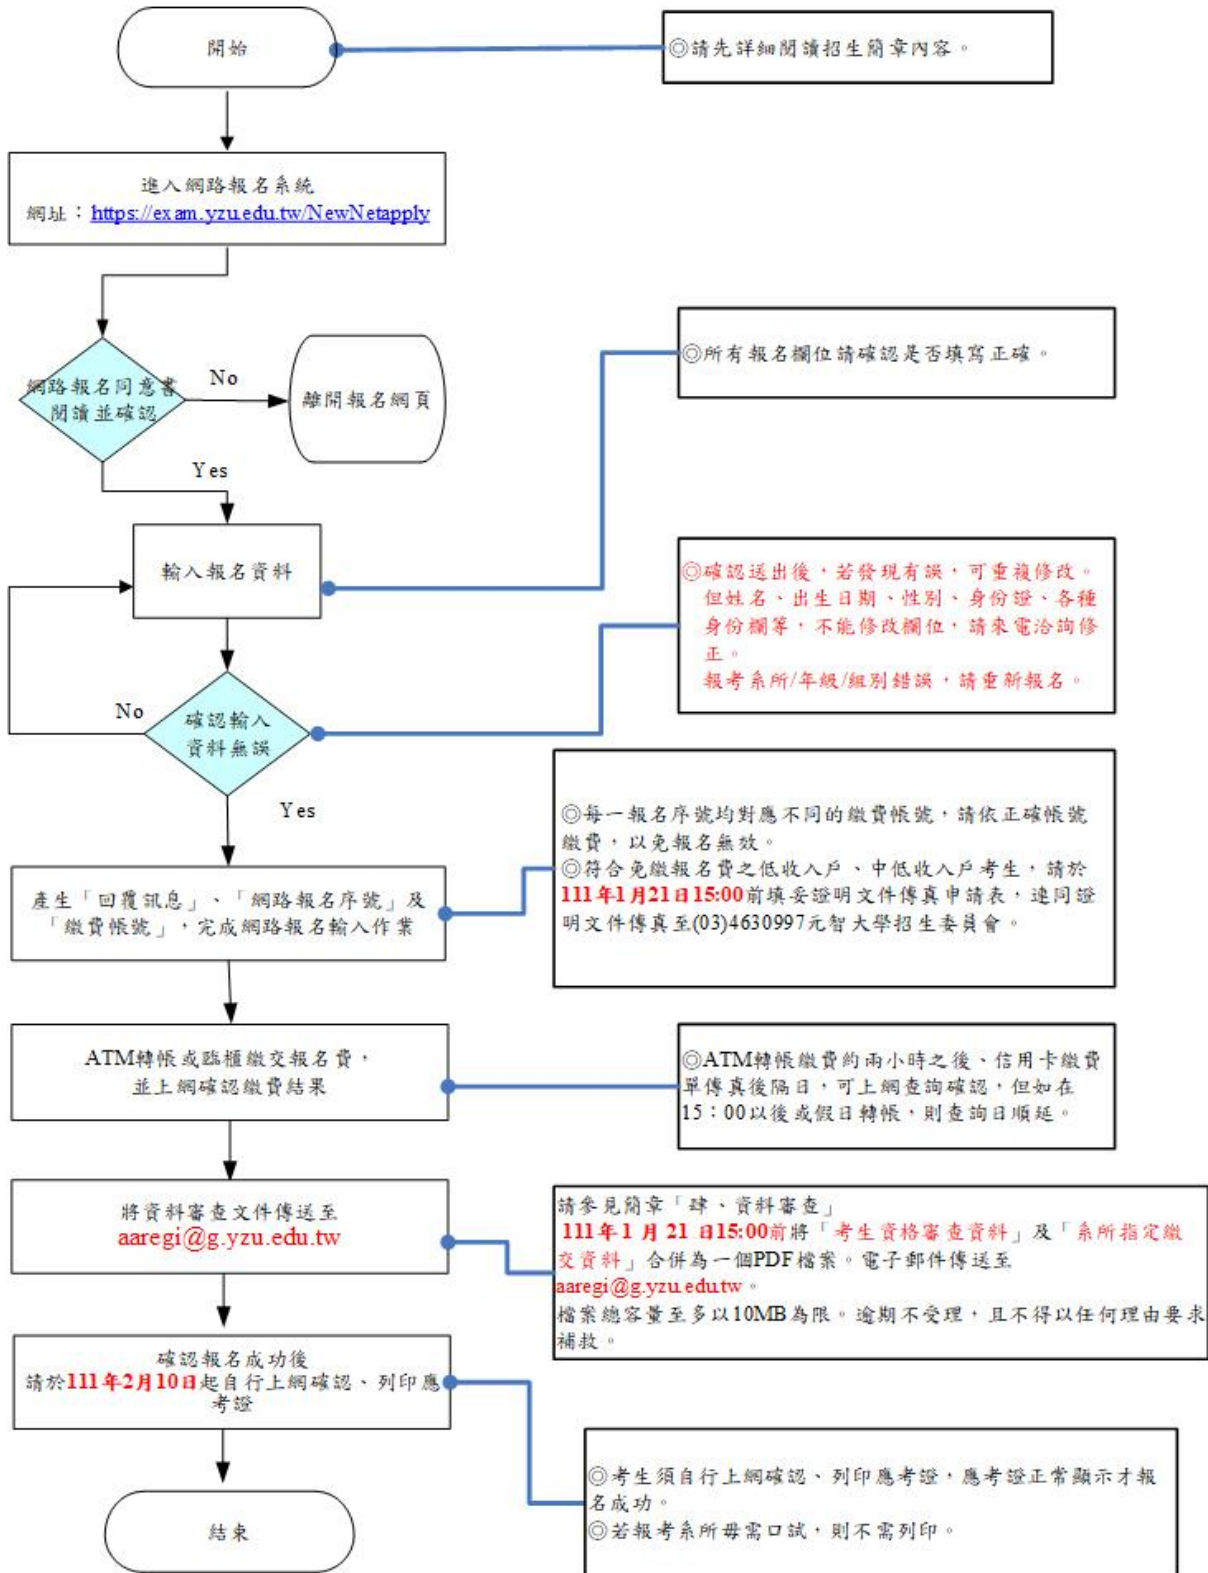 開始
◎請先詳細閱讀招生簡章內容。
進入網路報名系統
網址：https://exam.yzu.edu.tw/NewNetapply
◎所有報名欄位請確認是否填寫正確。
網路報名同意書
閱讀並確認
No
離開報名網頁
Yes
輸入報名資料
◎確認送出後，若發現有誤，可重複修改。
但姓名、出生日期、性別、身份證、各種
身份欄等，不能修改欄位，請來電洽詢修
正。
報考系所/年級/組別錯誤，請重新報名。
No
確認輸入
資料無誤
Yes
◎每一報名序號均對應不同的繳費帳號，請依正確帳號
繳費，以免報名無效。
◎符合免繳報名費之低收入戶、中低收入戶考生，請於
111年1月21日15:00前填妥證明文件傳真申請表，連同證
明文件傳真至(03)4630997元智大學招生委員會。
產生「回覆訊息」、「網路報名序號」及
「繳費帳號」，完成網路報名輸入作業
ATM轉帳或臨櫃繳交報名費，
並上網確認繳費結果
◎ATM轉帳繳費約兩小時之後、信用卡繳費
單傳真後隔日，可上網查詢確認，但如在
15：00以後或假日轉帳，則查詢日順延。
將資料審查文件傳送至
aaregi@g.yzu.edu.tw
請參見簡章「肆、資料審查」
111年1 月 21 日15:00前將「考生資格審查資料」及「系所指定繳
交資料」合併為一個PDF檔案。電子郵件傳送至
aaregi@g.yzu.edu.tw。
檔案總容量至多以10MB為限。逾期不受理，且不得以任何理由要求
補救。
確認報名成功後
請於111年2月10日起自行上網確認、列印應
考證
◎考生須自行上網確認、列印應考證，應考證正常顯示才報
名成功。
◎若報考系所毋需口試，則不需列印。
結束